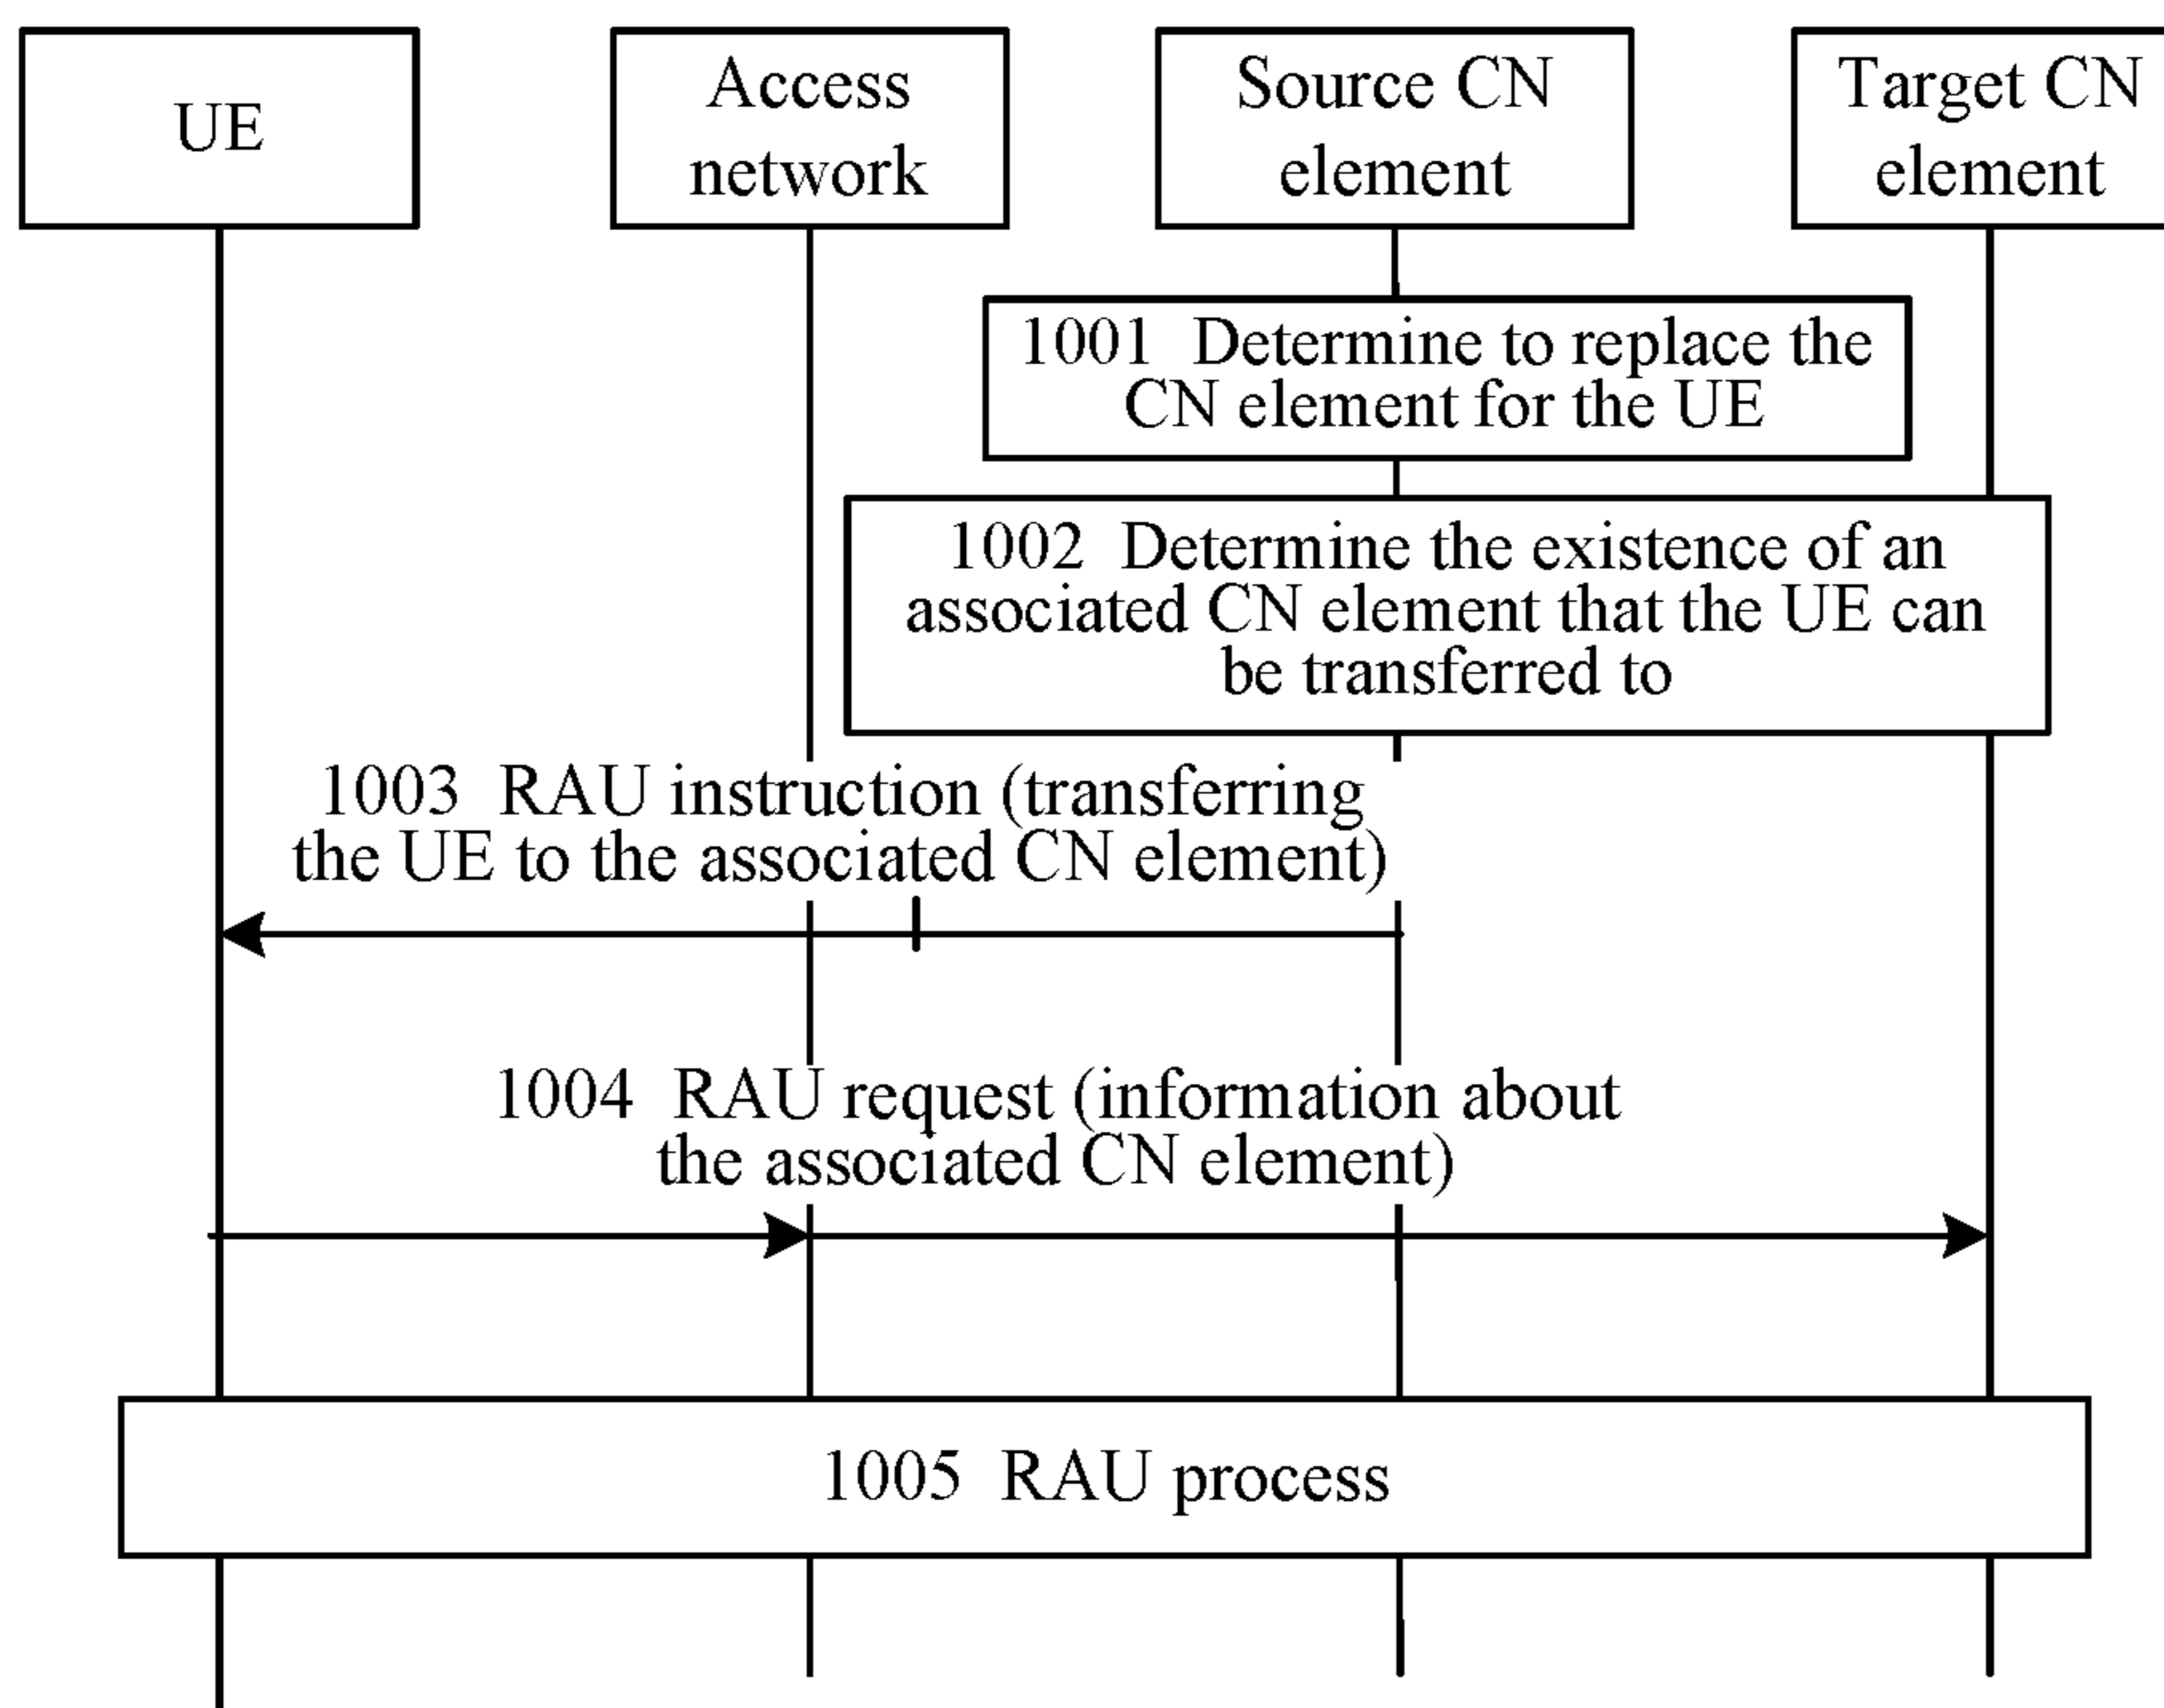 UE
Access
network
Source CN
element
Target CN
element
1001 Determine to replace the
CN element for the UE
1002 Determine the existence of an
associated CN element that the UE can
be transferred to
1003 RAU instruction (transferring
the UE to the associated CN element)
1004 RAU request (information about
the associated CN element)
1005 RAU process